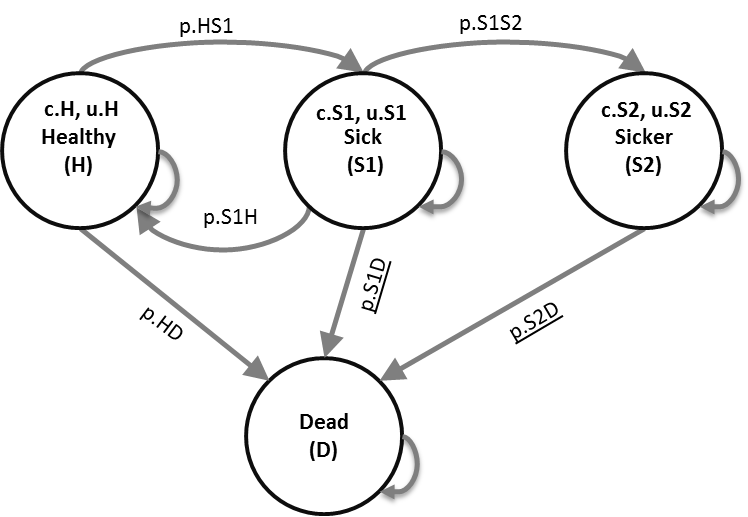 p.HS1
p.S1S2
c.H, u.H
Healthy
(H)
c.S1, u.S1
Sick
(S1)
c.S2, u.S2
Sicker
(S2)
p.S1H
p.HD
p.S1D
p.S2D
Dead
(D)